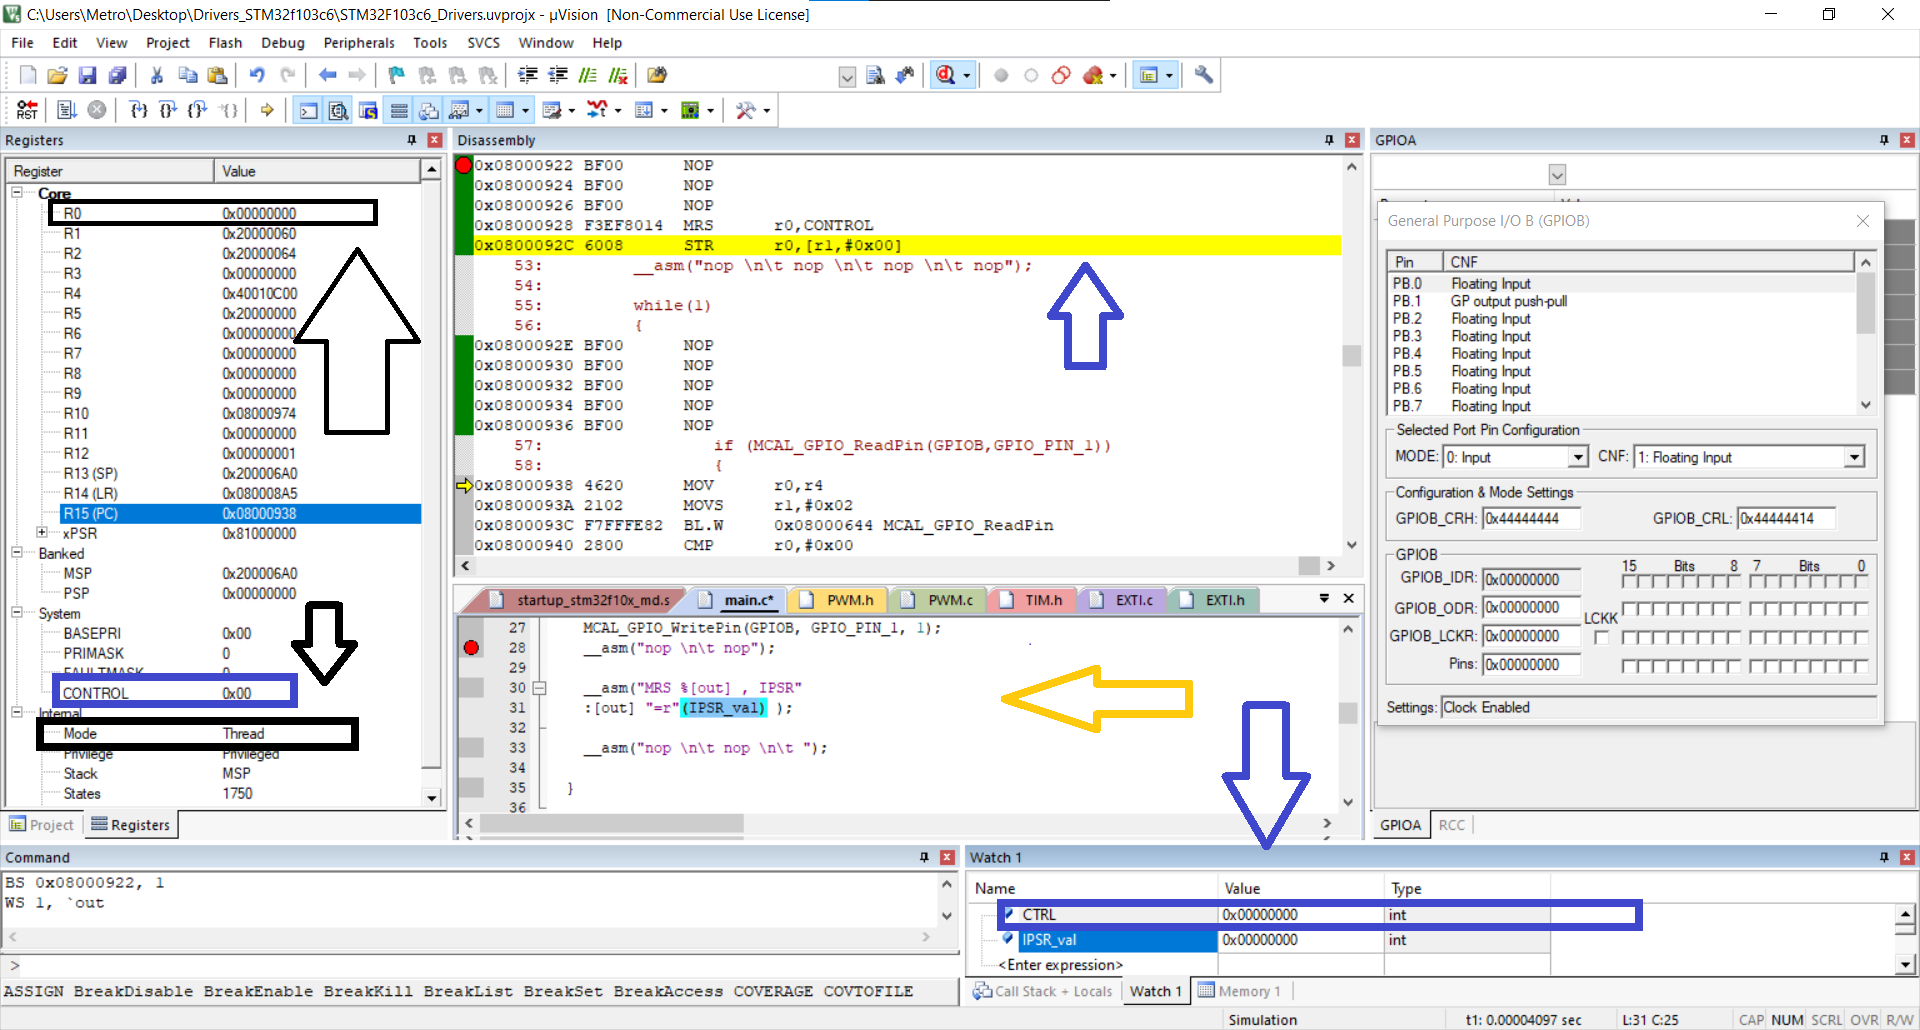 C:\Users\Metro\Desktop\Drivers_STM32f103c6\STM32F103c6_Drivers.uvprojx - µVision [Non-Commercial Use License]
File Edit View Project Flash Debug Peripherals Tools SVCS Window Help
RST
Registers
Register Value
Core
R0 0x00000000
R1 0x20000060
R2 0x20000064
R3 0x00000000
R4 0x40010C00
R5 0x20000000
R6 0x00000000
R7 0x00000000
R8 0x00000000
R9 0x00000000
R10 0x08000974
R11 0x00000000
R12 0x00000001
R13 (SP) 0x200006A0
R14 (LR) 0x080008A5
R15 (PC) 0x08000938
xPSR 0x81000000
Banked
MSP 0x200006A0
PSP 0x00000000
System
BASEPRI 0x00
PRIMASK 0
FAULTMASK 0
CONTROL 0x00
Internal
Mode Thread
Privilege Privileged
Stack MSP
States 1750
Project Registers
Disassembly
0x08000922 BF00 NOP
0x08000924 BF00 NOP
0x08000926 BF00 NOP
0x08000928 F3EF8014 MRS r0,CONTROL
0x0800092C 6008 STR r0,[r1,#0x00]
53: __asm("nop \n\t nop \n\t nop \n\t nop");
54:
55: while(1)
56: {
0x0800092E BF00 NOP
0x08000930 BF00 NOP
0x08000932 BF00 NOP
0x08000934 BF00 NOP
0x08000936 BF00 NOP
57: if (MCAL_GPIO_ReadPin(GPIOB,GPIO_PIN_1))
58: {
0x08000938 4620 MOV r0,r4
0x0800093A 2102 MOVS r1,#0x02
0x0800093C F7FFFE82 BL.W 0x08000644 MCAL_GPIO_ReadPin
0x08000940 2800 CMP r0,#0x00
startup_stm32f10x_md.s main.c* PWM.h PWM.c TIM.h EXTI.c EXTI.h
27 MCAL_GPIO_WritePin(GPIOB, GPIO_PIN_1, 1);
28 __asm("nop \n\t nop");
29
30 __asm("MRS %[out] , IPSR"
31 :[out] "=r"(IPSR_val) );
32
33 __asm("nop \n\t nop \n\t ");
34
35 }
36
GPIOA
General Purpose I/O B (GPIOB)
Pin CNF
PB.0 Floating Input
PB.1 GP output push-pull
PB.2 Floating Input
PB.3 Floating Input
PB.4 Floating Input
PB.5 Floating Input
PB.6 Floating Input
PB.7 Floating Input
Selected Port Pin Configuration
MODE: 0: Input CNF: 1: Floating Input
Configuration & Mode Settings
GPIOB_CRH: 0x44444444 GPIOB_CRL: 0x44444414
GPIOB
15 Bits 8 7 Bits 0
GPIOB_IDR: 0x00000000
GPIOB_ODR: 0x00000000
LCKK
GPIOB_LCKR: 0x00000000
Pins: 0x00000000
Settings: Clock Enabled
GPIOA RCC
Command
BS 0x08000922, 1
WS 1, `out
>
ASSIGN BreakDisable BreakEnable BreakKill BreakList BreakSet BreakAccess COVERAGE COVTOFILE
Watch 1
Name Value Type
CTRL 0x00000000 int
IPSR_val 0x00000000 int
<Enter expression>
Call Stack + Locals Watch 1 Memory 1
Simulation t1: 0.00004097 sec L:31 C:25 CAP NUM SCRL OVR R/W